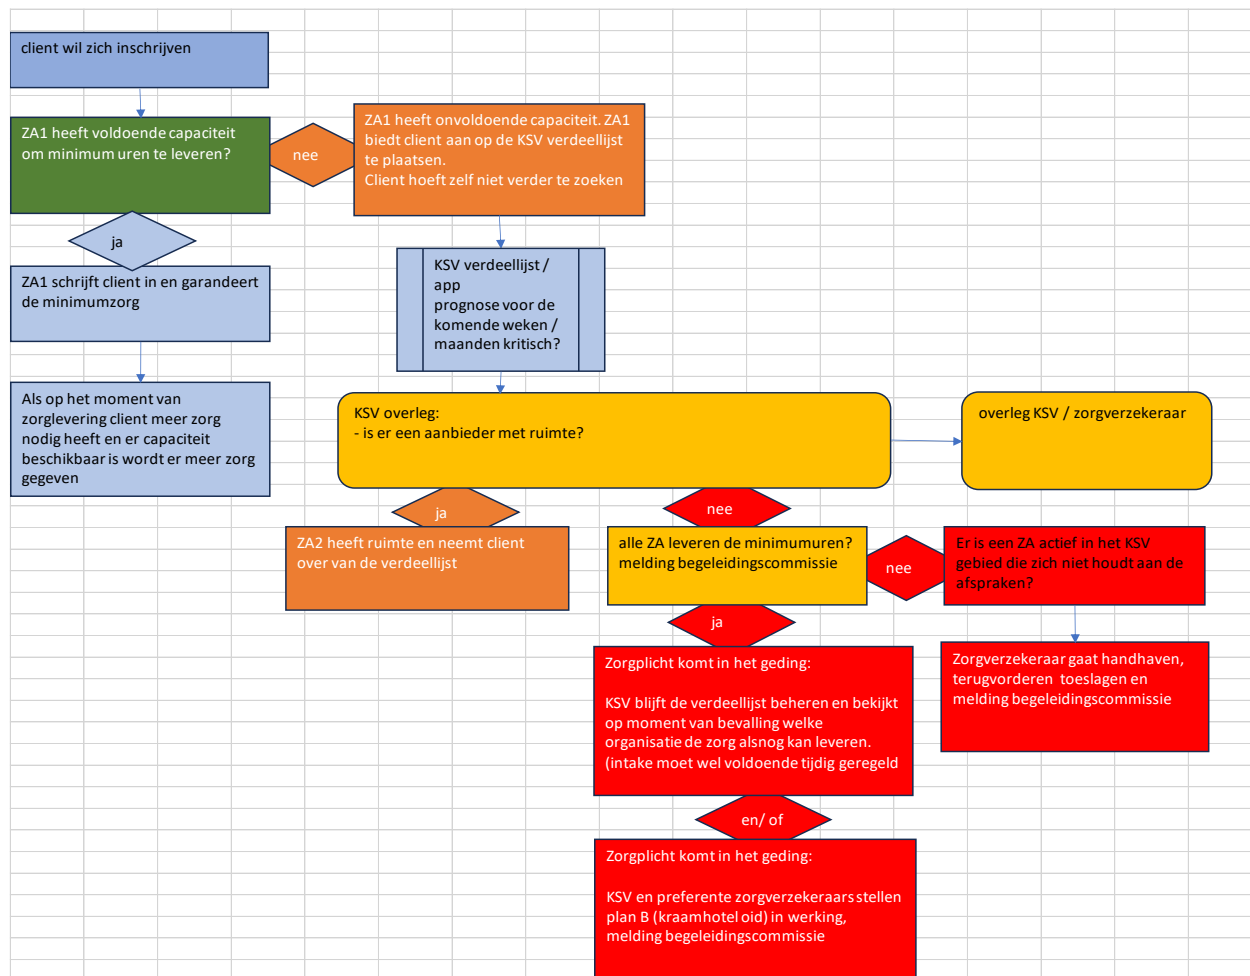 client wil zich inschrijven
ZA1 heeft voldoende capaciteit
om minimum uren te leveren?
nee
ZA1 heeft onvoldoende capaciteit. ZA1
biedt client aan op de KSV verdeellijst
te plaatsen.
Client hoeft zelf niet verder te zoeken
ja
ZA1 schrijft client in en garandeert
de minimumzorg
KSV verdeellijst /
app
prognose voor de
komende weken /
maanden kritisch?
Als op het moment van
zorglevering client meer zorg
nodig heeft en er capaciteit
beschikbaar is wordt er meer zorg
gegeven
KSV overleg:
- is er een aanbieder met ruimte?
overleg KSV / zorgverzekeraar
ja
nee
ZA2 heeft ruimte en neemt client
over van de verdeellijst
alle ZA leveren de minimumuren?
melding begeleidingscommissie
nee
Er is een ZA actief in het KSV
gebied die zich niet houdt aan de
afspraken?
ja
Zorgverzekeraar gaat handhaven,
terugvorderen toeslagen en
melding begeleidingscommissie
Zorgplicht komt in het geding:
KSV blijft de verdeellijst beheren en bekijkt
op moment van bevalling welke
organisatie de zorg alsnog kan leveren.
(intake moet wel voldoende tijdig geregeld
en/ of
Zorgplicht komt in het geding:
KSV en preferente zorgverzekeraars stellen
plan B (kraamhotel oid) in werking,
melding begeleidingscommissie